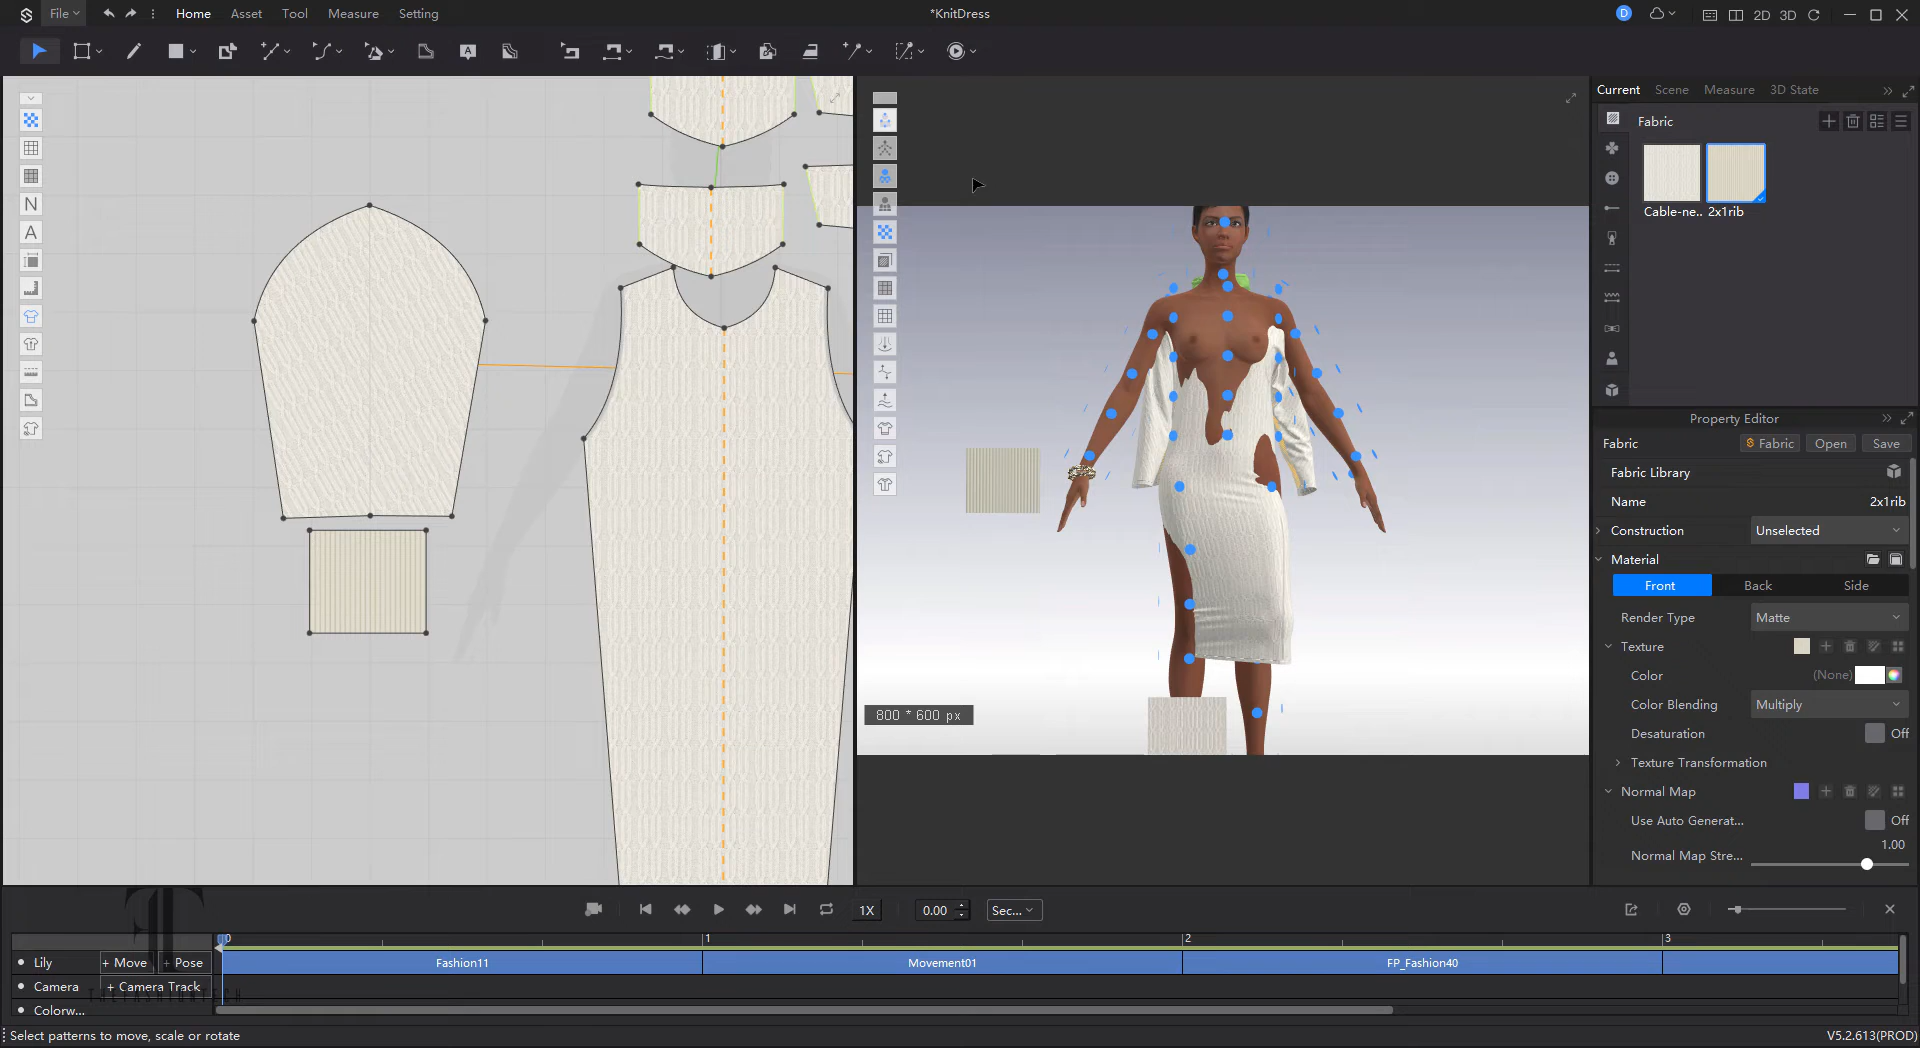 File
Home
Asset
Tool
Measure
Setting
*KnitDress
D
2D
3D
A
N
A
Current
Scene
Measure
3D State
Fabric
Cable-ne..
2x1rib
Property Editor
Fabric
Fabric
Open
Save
Fabric Library
Name
2x1rib
Construction
Unselected
Material
Front
Back
Side
Render Type
Matte
Texture
Color
(None)
Color Blending
Multiply
Desaturation
Off
Texture Transformation
Normal Map
Use Auto Generat...
Off
1.00
Normal Map Stre...
800 * 600 px
1X
0.00
Sec...
0
1
2
3
Lily
+ Move
+ Pose
Fashion11
Movement01
FP_Fashion40
Camera
+ Camera Track
THEFASHIONTECH
Colorw...
Select patterns to move, scale or rotate
V5.2.613(PROD)